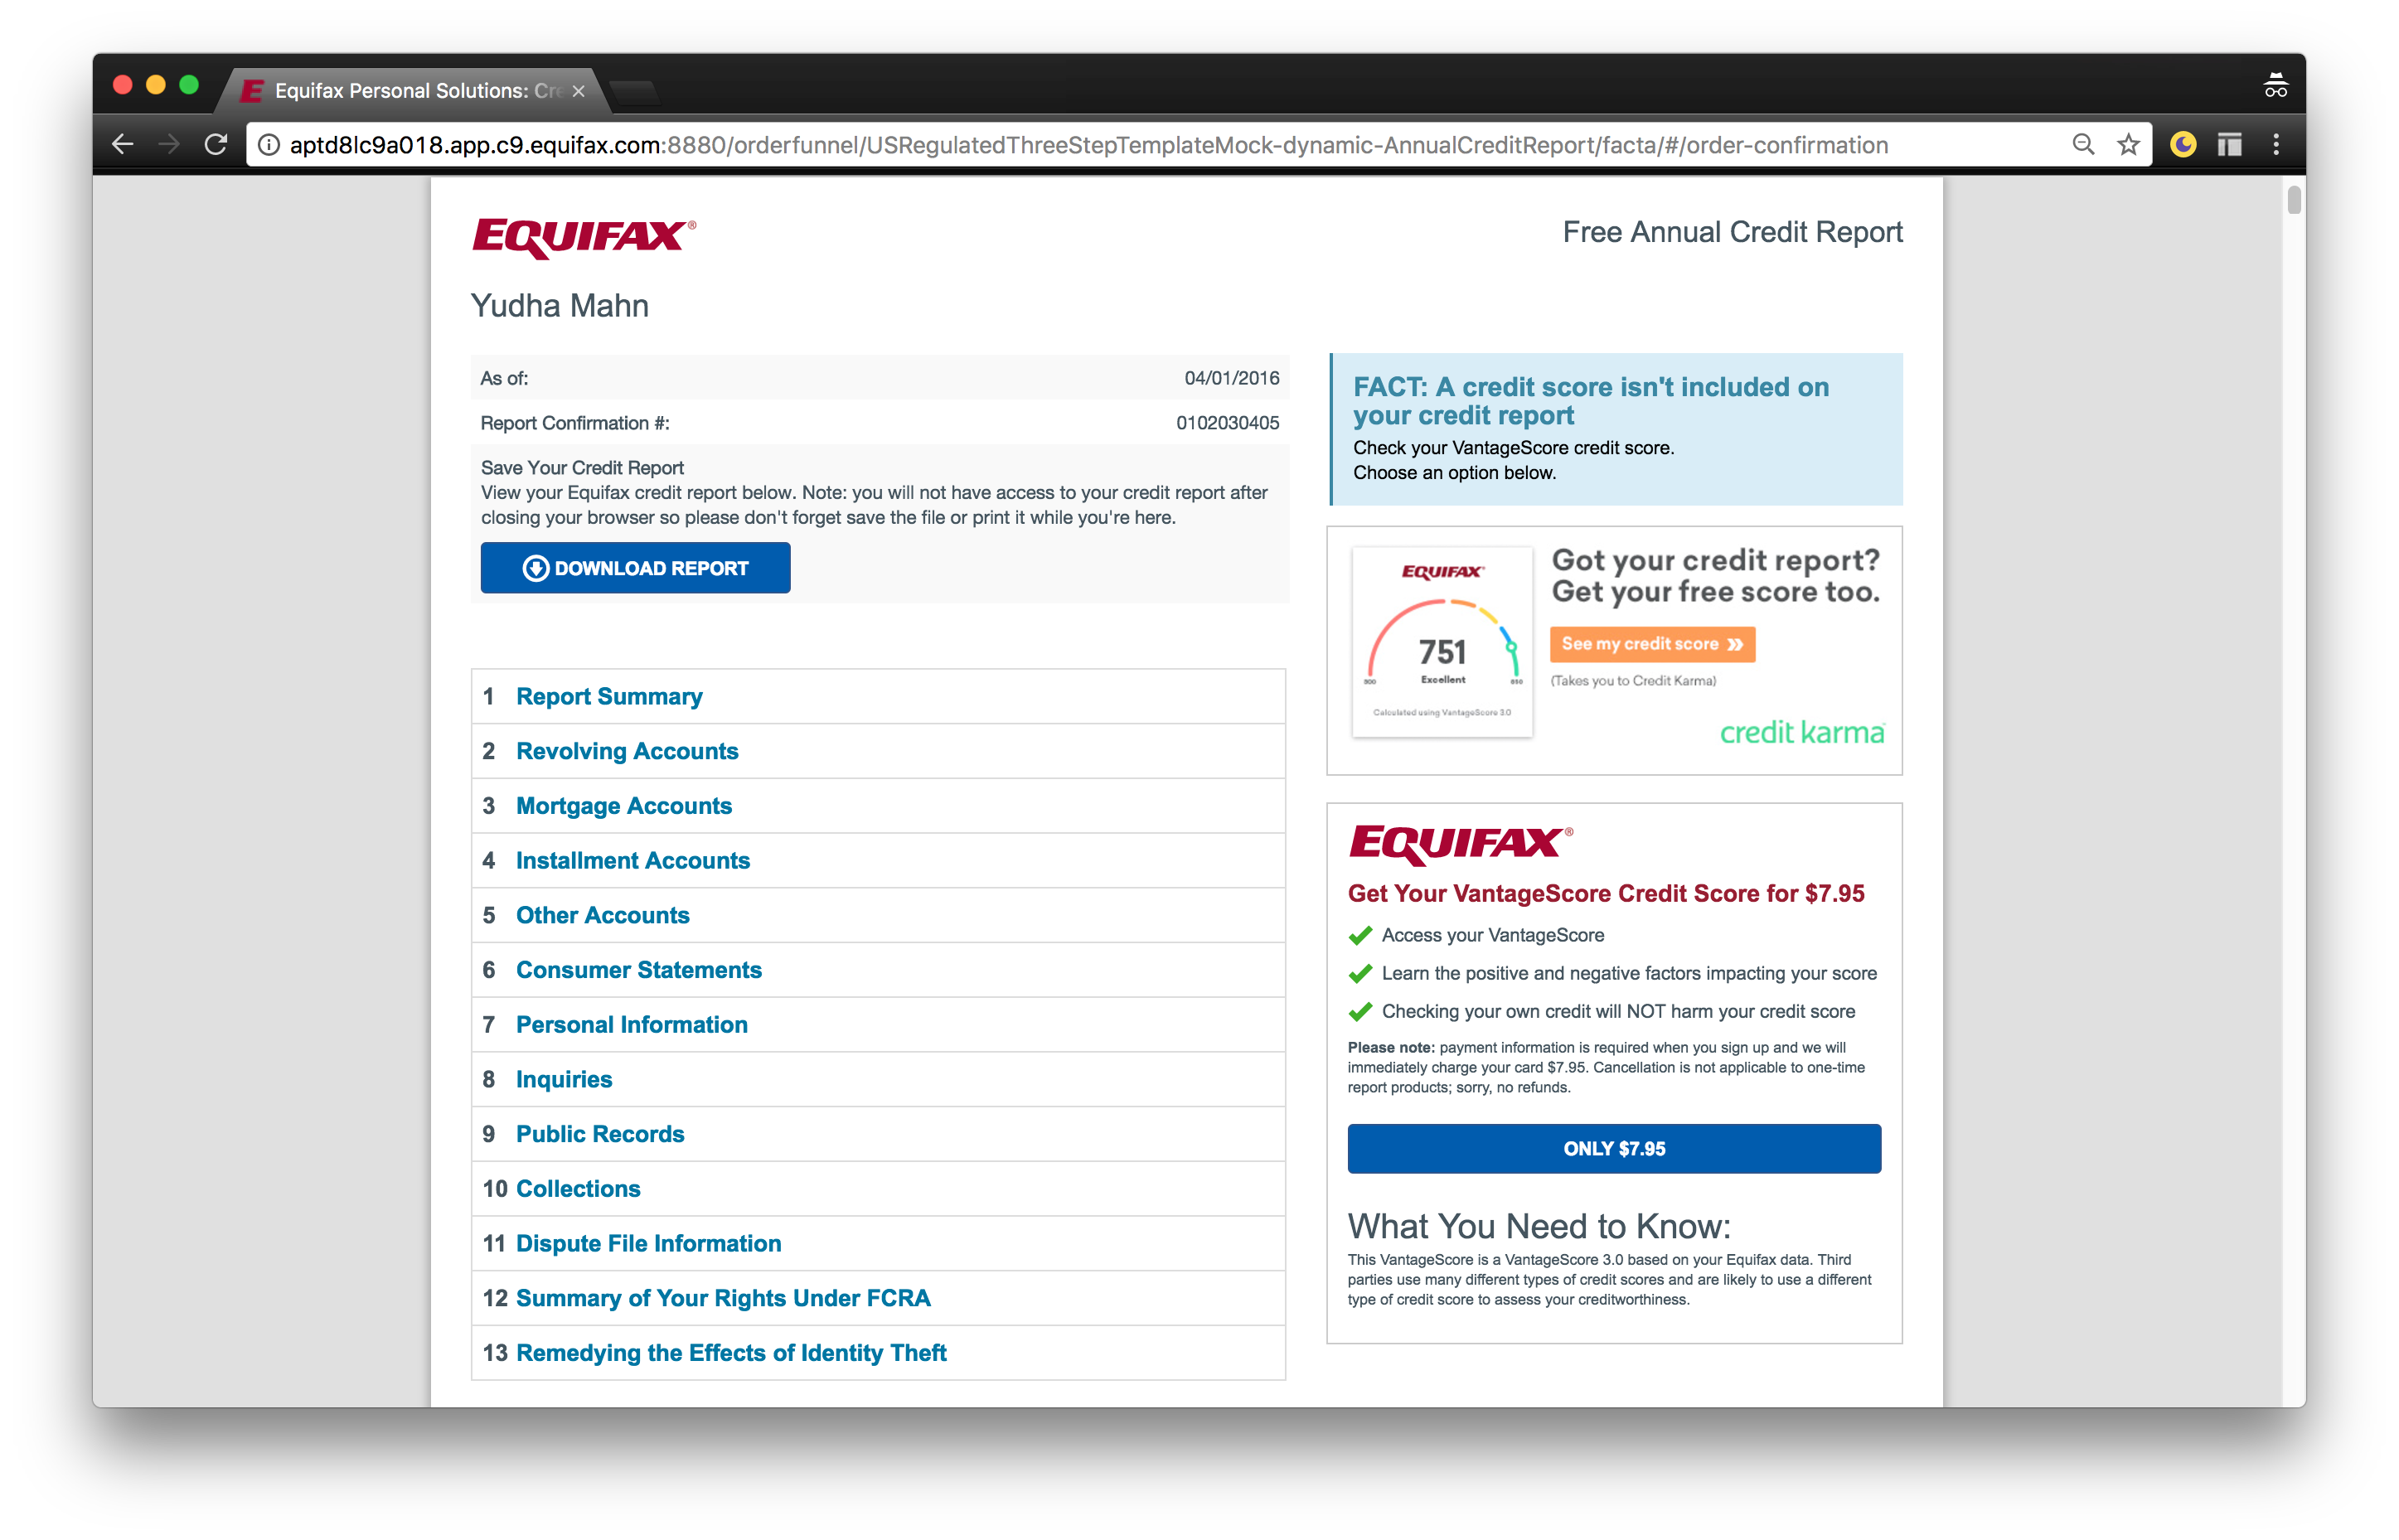 Equifax Personal Solutions: Cre
aptd8lc9a018.app.c9.equifax.com:8880/orderfunnel/USRegulatedThreeStepTemplateMock-dynamic-AnnualCreditReport/facta/#/order-confirmation
EQUIFAX®
Free Annual Credit Report
Yudha Mahn
As of: 04/01/2016
Report Confirmation #: 0102030405
Save Your Credit Report
View your Equifax credit report below. Note: you will not have access to your credit report after
closing your browser so please don't forget save the file or print it while you're here.
DOWNLOAD REPORT
1 Report Summary
2 Revolving Accounts
3 Mortgage Accounts
4 Installment Accounts
5 Other Accounts
6 Consumer Statements
7 Personal Information
8 Inquiries
9 Public Records
10 Collections
11 Dispute File Information
12 Summary of Your Rights Under FCRA
13 Remedying the Effects of Identity Theft
FACT: A credit score isn't included on
your credit report
Check your VantageScore credit score.
Choose an option below.
EQUIFAX
751
Excellent
300 850
Calculated using VantageScore 3.0
Got your credit report?
Get your free score too.
See my credit score »
(Takes you to Credit Karma)
credit karma
EQUIFAX®
Get Your VantageScore Credit Score for $7.95
Access your VantageScore
Learn the positive and negative factors impacting your score
Checking your own credit will NOT harm your credit score
Please note: payment information is required when you sign up and we will
immediately charge your card $7.95. Cancellation is not applicable to one-time
report products; sorry, no refunds.
ONLY $7.95
What You Need to Know:
This VantageScore is a VantageScore 3.0 based on your Equifax data. Third
parties use many different types of credit scores and are likely to use a different
type of credit score to assess your creditworthiness.